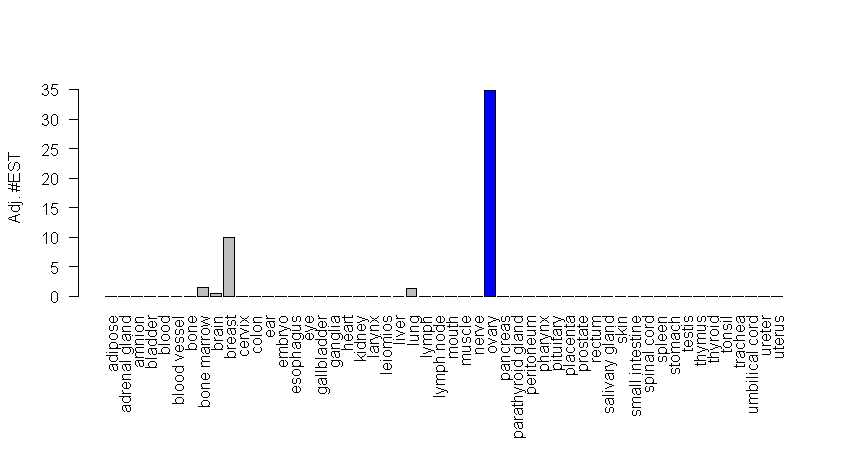 Adj. #EST
35
30
25
20
15
10
5
0
adipose
adrenal gland
amnion
bladder
blood
blood vessel
bone
bone marrow
brain
breast
cervix
colon
ear
embryo
esophagus
eye
gallbladder
ganglia
heart
kidney
larynx
leiomios
liver
lung
lymph
lymph node
mouth
muscle
nerve
ovary
pancreas
parathyroid gland
peritoneum
pharynx
pituitary
placenta
prostate
rectum
salivary gland
skin
small intestine
spinal cord
spleen
stomach
testis
thymus
thyroid
tonsil
trachea
umbilical cord
ureter
uterus